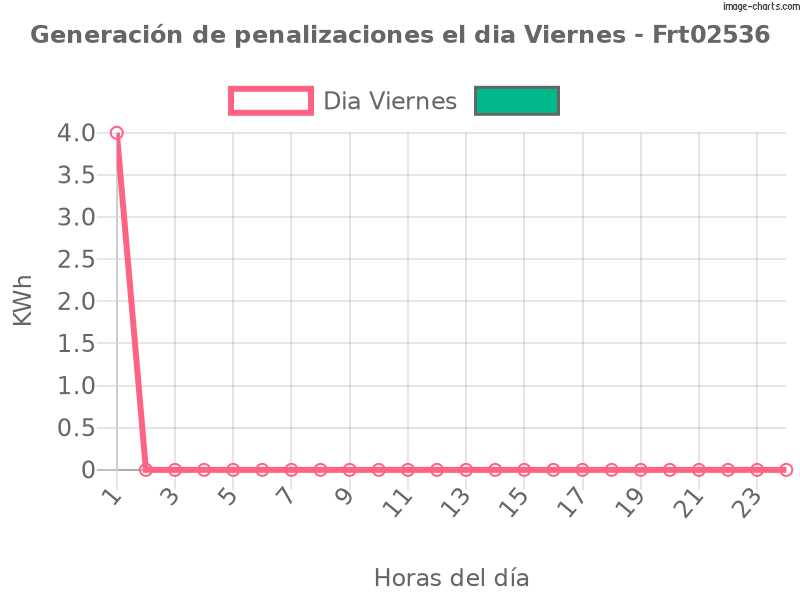 image-charts.com
Generación de penalizaciones el dia Viernes - Frt02536
Dia Viernes
4.0
3.5
3.0
2.5
2.0
1.5
1.0
0.5
0
KWh
1 3 5 7 9 11 13 15 17 19 21 23
Horas del día